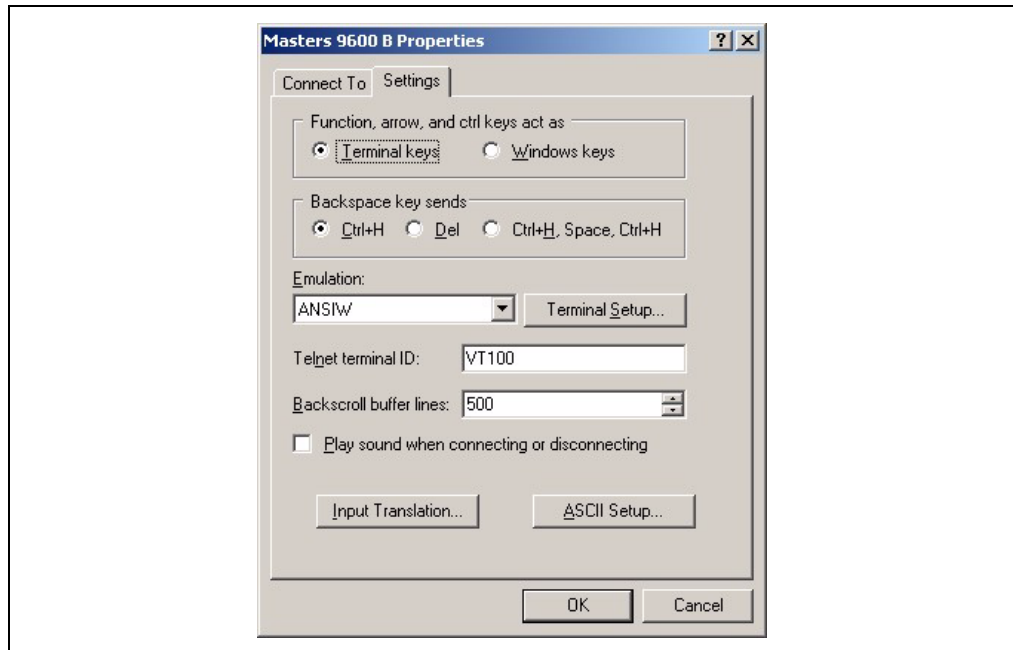 Masters 9600 B Properties
Connect To Settings
Function, arrow, and ctrl keys act as
Terminal keys Windows keys
Backspace key sends
Ctrl+H Del Ctrl+H, Space, Ctrl+H
Emulation:
ANSIW Terminal Setup...
Telnet terminal ID: VT100
Backscroll buffer lines: 500
Play sound when connecting or disconnecting
Input Translation... ASCII Setup...
OK Cancel